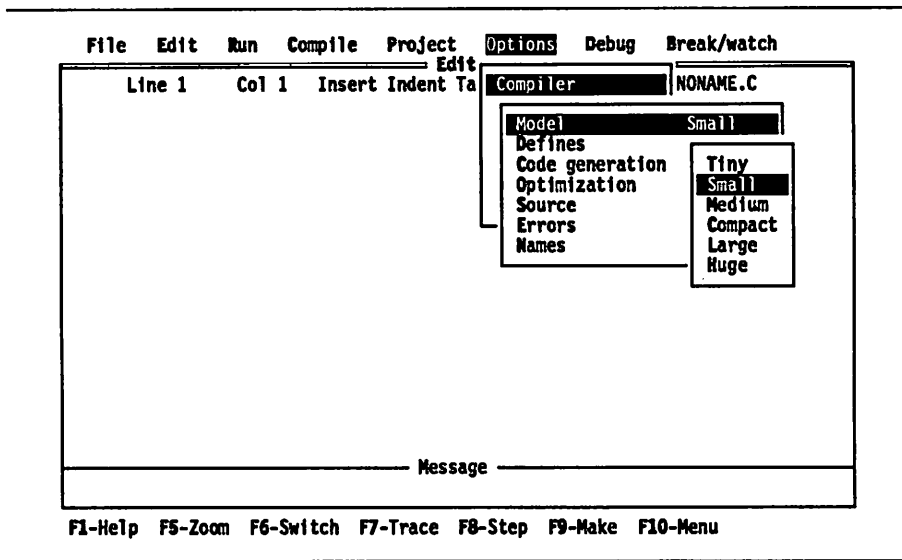 File Edit Run Compile Project Options Debug Break/watch
Edit
Line 1 Col 1 Insert Indent Ta Compiler NONAME.C
Model Small
Defines
Code generation Tiny
Optimization Small
Source Medium
Errors Compact
Names Large
Huge
Message
F1-Help F5-Zoom F6-Switch F7-Trace F8-Step F9-Make F10-Menu